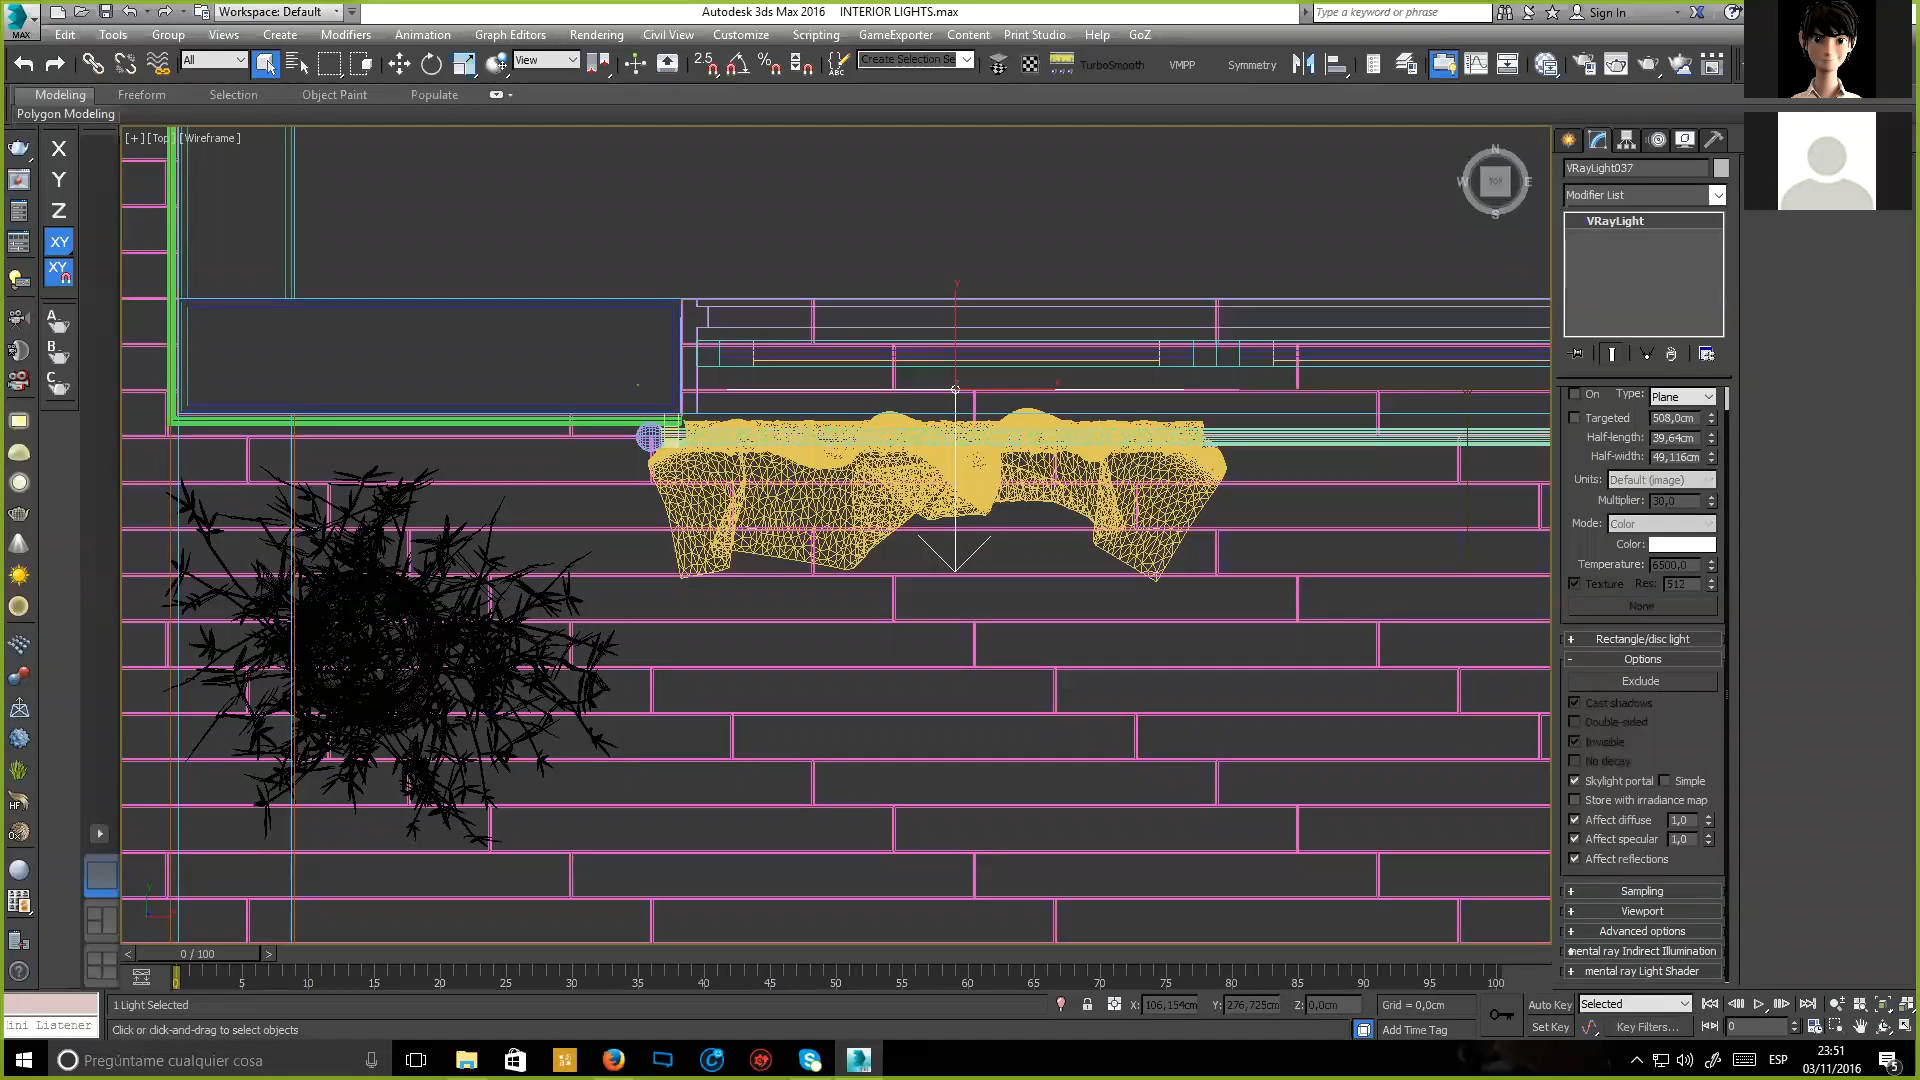 MAX
Workspace: Default
Autodesk 3ds Max 2016
INTERIOR LIGHTS.max
Type a keyword or phrase
Sign In
Edit
Tools
Group
Views
Create
Modifiers
Animation
Graph Editors
Rendering
Civil View
Customize
Scripting
GameExporter
Content
Print Studio
Help
GoZ
All
View
2.5
ABC
Create Selection Se
TurboSmooth
VMPP
Symmetry
Modeling
Freeform
Selection
Object Paint
Populate
Polygon Modeling
[+] [Top] [Wireframe]
X
Y
Z
XY
XY
A
B
C
HF
N
W
TOP
E
S
y
x
VRayLight037
Modifier List
VRayLight
On
Type:
Plane
Targeted
508,0cm
Half-length:
39,64cm
Half-width:
49,116cm
Units:
Default (image)
Multiplier:
30,0
Mode:
Color
Color:
Temperature:
6500,0
Texture
Res:
512
None
Rectangle/disc light
Options
Exclude
Cast shadows
Double-sided
Invisible
No decay
Skylight portal
Simple
Store with irradiance map
Affect diffuse
1,0
Affect specular
1,0
Affect reflections
Sampling
Viewport
Advanced options
mental ray Indirect Illumination
mental ray Light Shader
< 0 / 100 >
0 5 10 15 20 25 30 35 40 45 50 55 60 65 70 75 80 85 90 95 100
1 Light Selected
X: 106,154cm
Y: 276,725cm
Z: 0,0cm
Grid = 0,0cm
Auto Key
Selected
ini Listener
Click or click-and-drag to select objects
Add Time Tag
Set Key
Key Filters...
0
Pregúntame cualquier cosa
ESP
23:51
03/11/2016
5